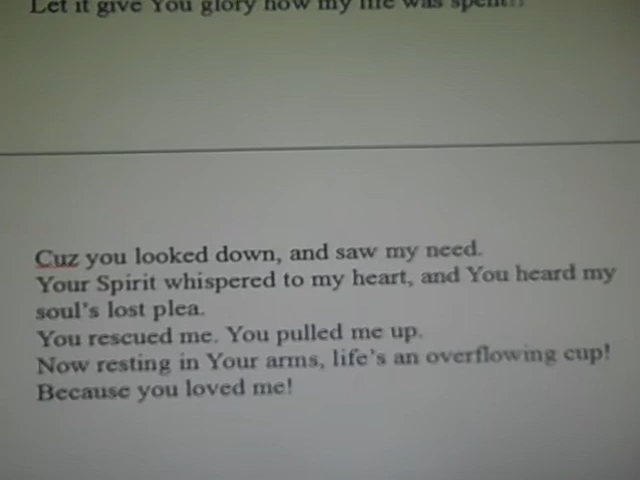 Let it give You glory how my life was spent!!
Cuz you looked down, and saw my need.
Your Spirit whispered to my heart, and You heard my
soul's lost plea.
You rescued me. You pulled me up.
Now resting in Your arms, life's an overflowing cup!
Because you loved me!